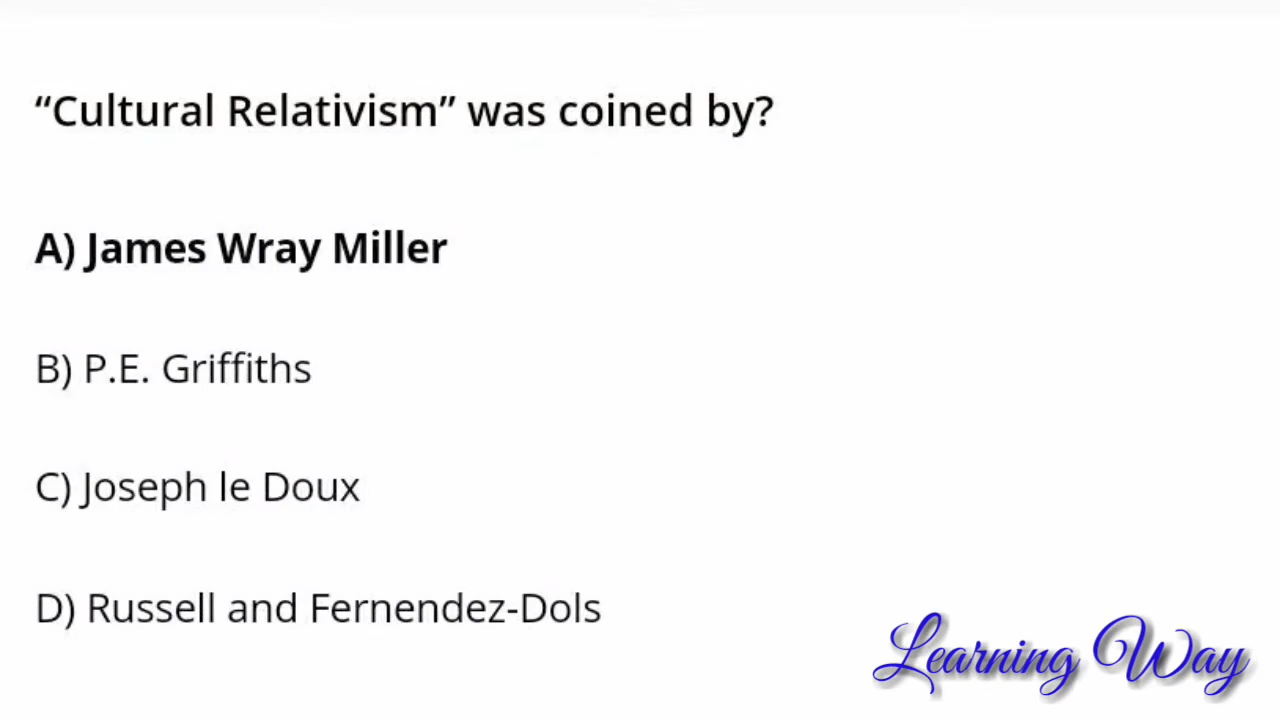 “Cultural Relativism” was coined by?
A) James Wray Miller
B) P.E. Griffiths
C) Joseph le Doux
D) Russell and Fernendez-Dols
Learning Way